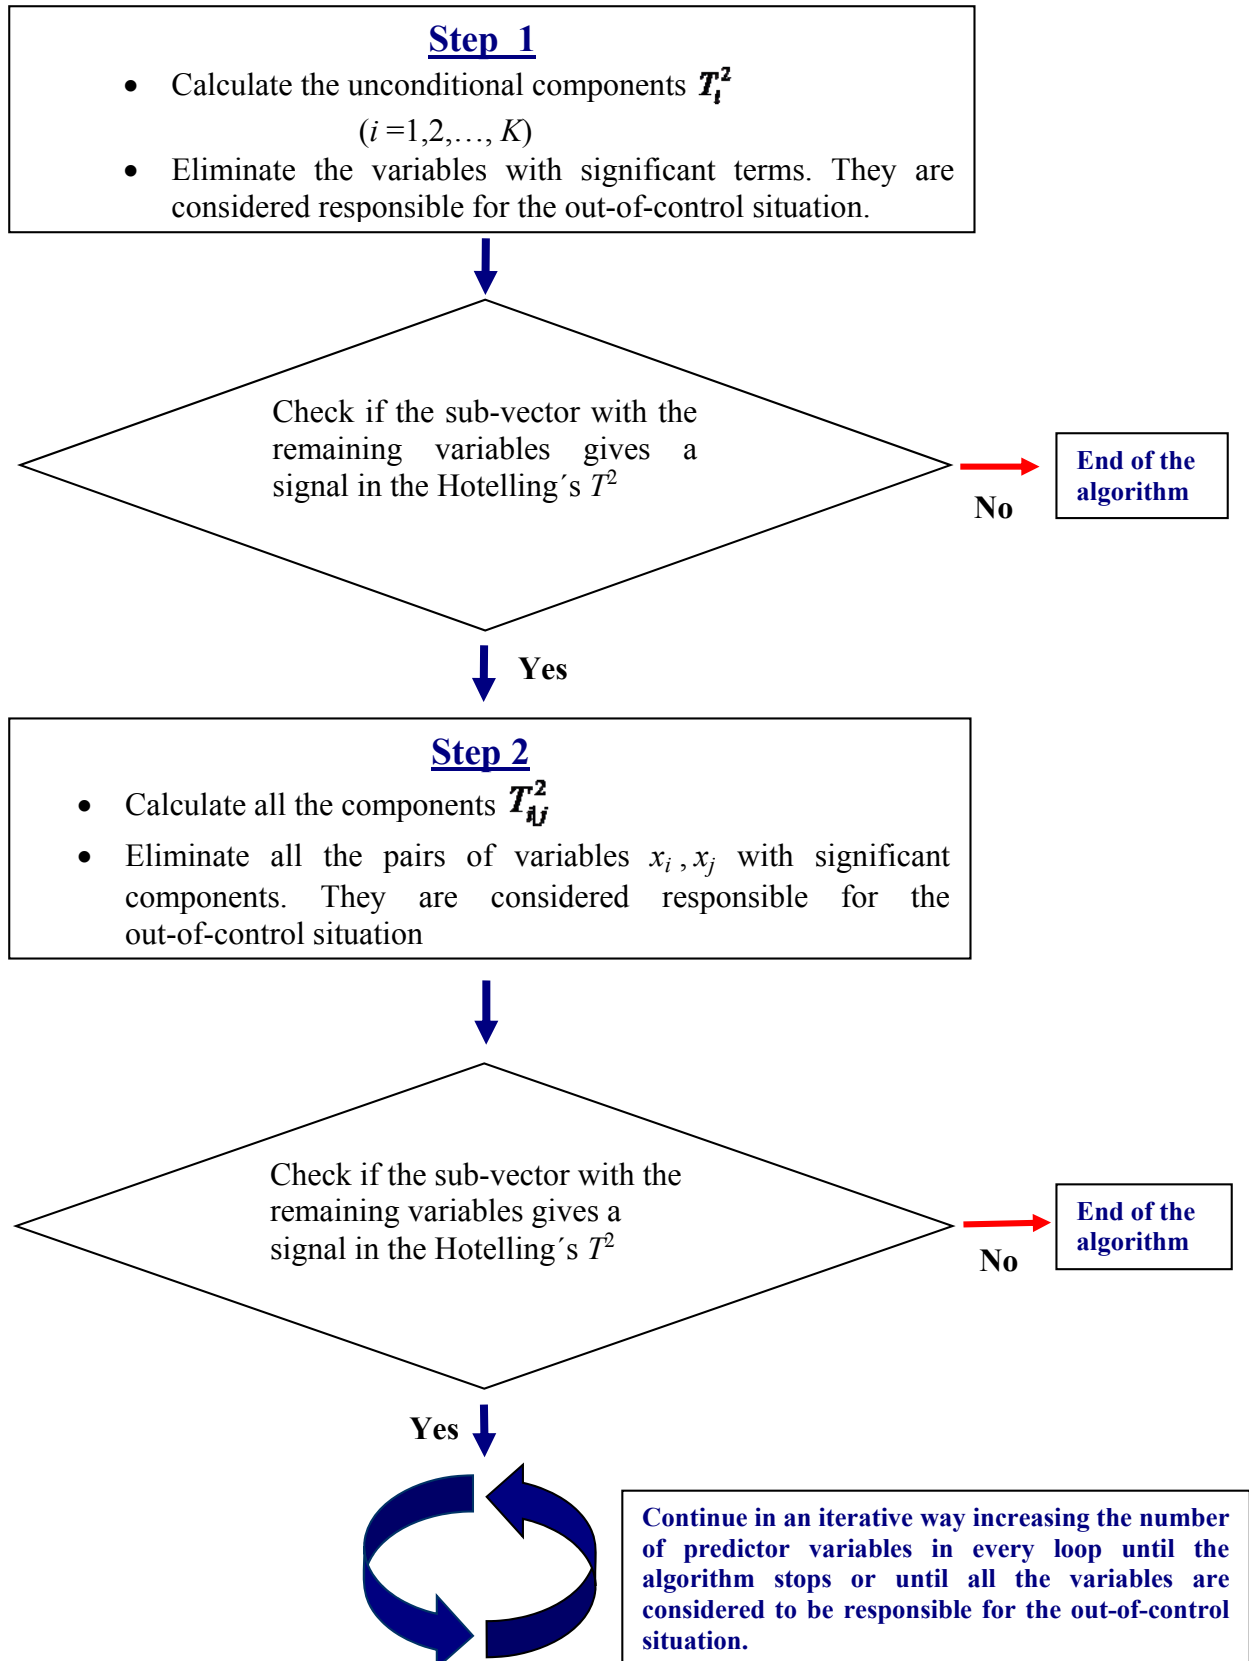 Step 1
• Calculate the unconditional components T_i^2
(i =1,2,…, K)
• Eliminate the variables with significant terms. They are
considered responsible for the out-of-control situation.
Check if the sub-vector with the
remaining variables gives a
signal in the Hotelling´s T^2
No
End of the
algorithm
Yes
Step 2
• Calculate all the components T_{i|j}^2
• Eliminate all the pairs of variables x_i , x_j with significant
components. They are considered responsible for the
out-of-control situation
Check if the sub-vector with the
remaining variables gives a
signal in the Hotelling´s T^2
No
End of the
algorithm
Yes
Continue in an iterative way increasing the number
of predictor variables in every loop until the
algorithm stops or until all the variables are
considered to be responsible for the out-of-control
situation.